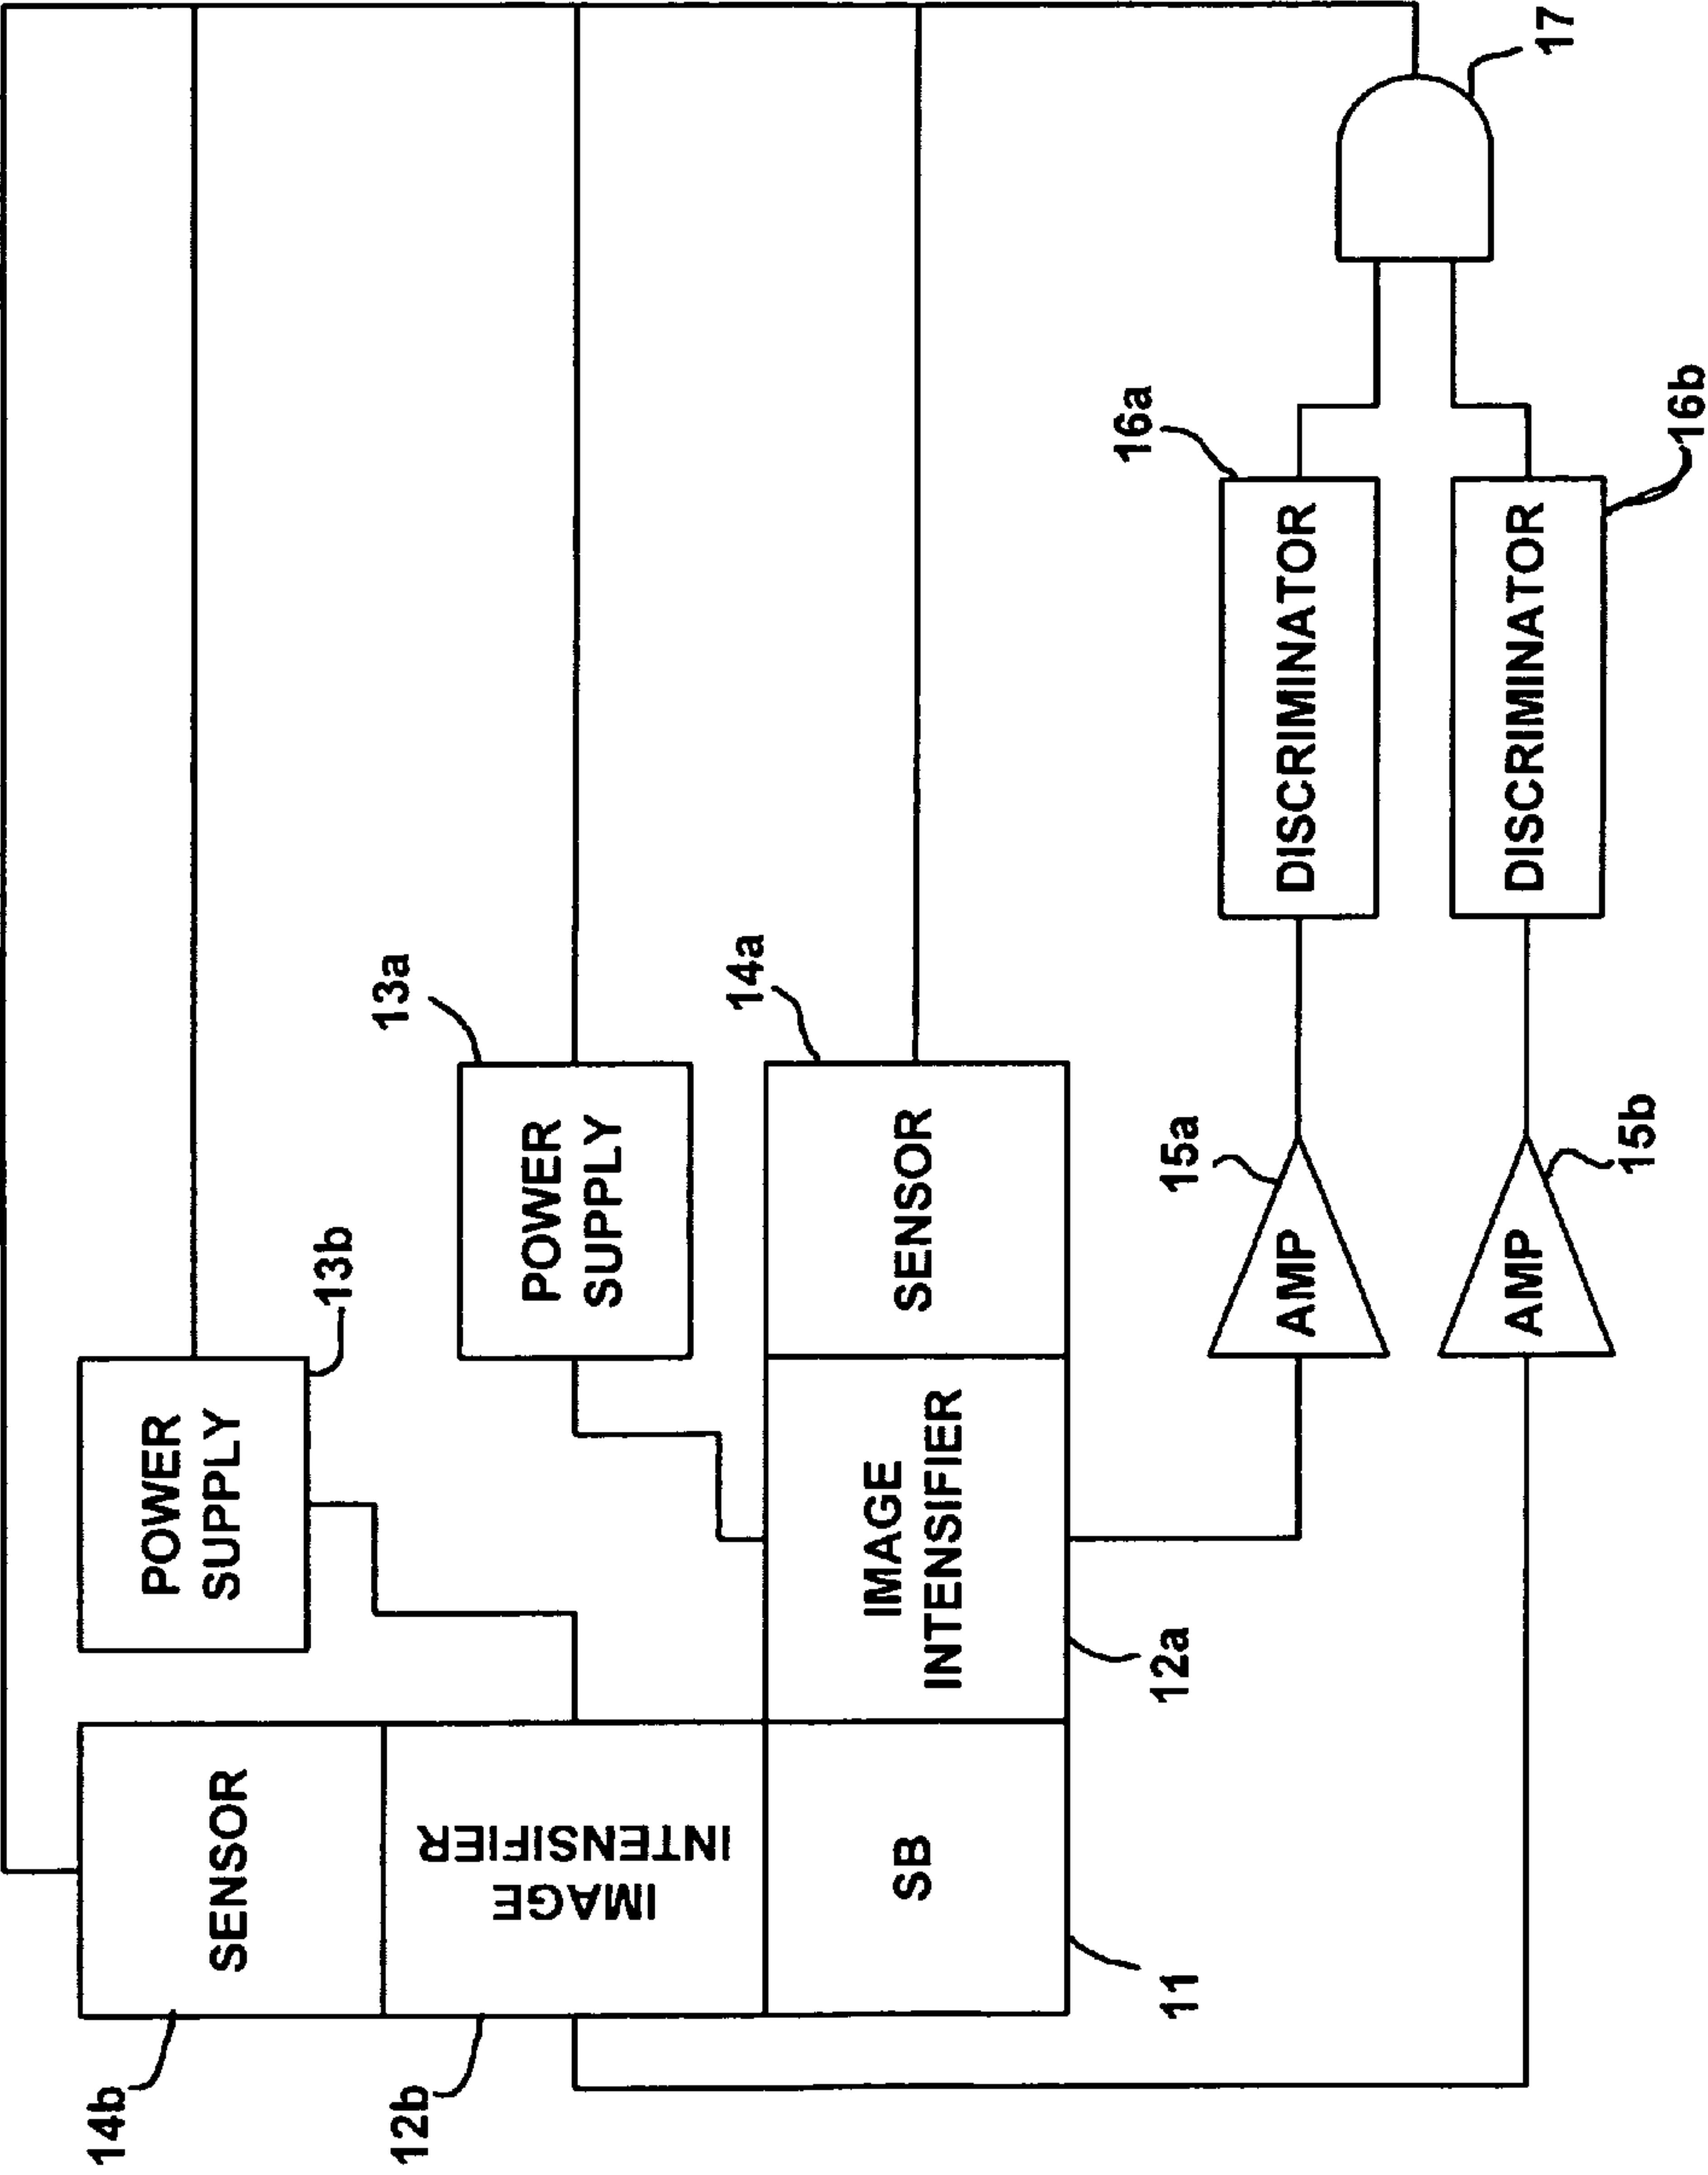 14b
SENSOR
12b
IMAGE
INTENSIFIER
11
SB
13b
POWER
SUPPLY
12a
IMAGE
INTENSIFIER
13a
POWER
SUPPLY
14a
SENSOR
15a
AMP
15b
AMP
16a
DISCRIMINATOR
16b
DISCRIMINATOR
17